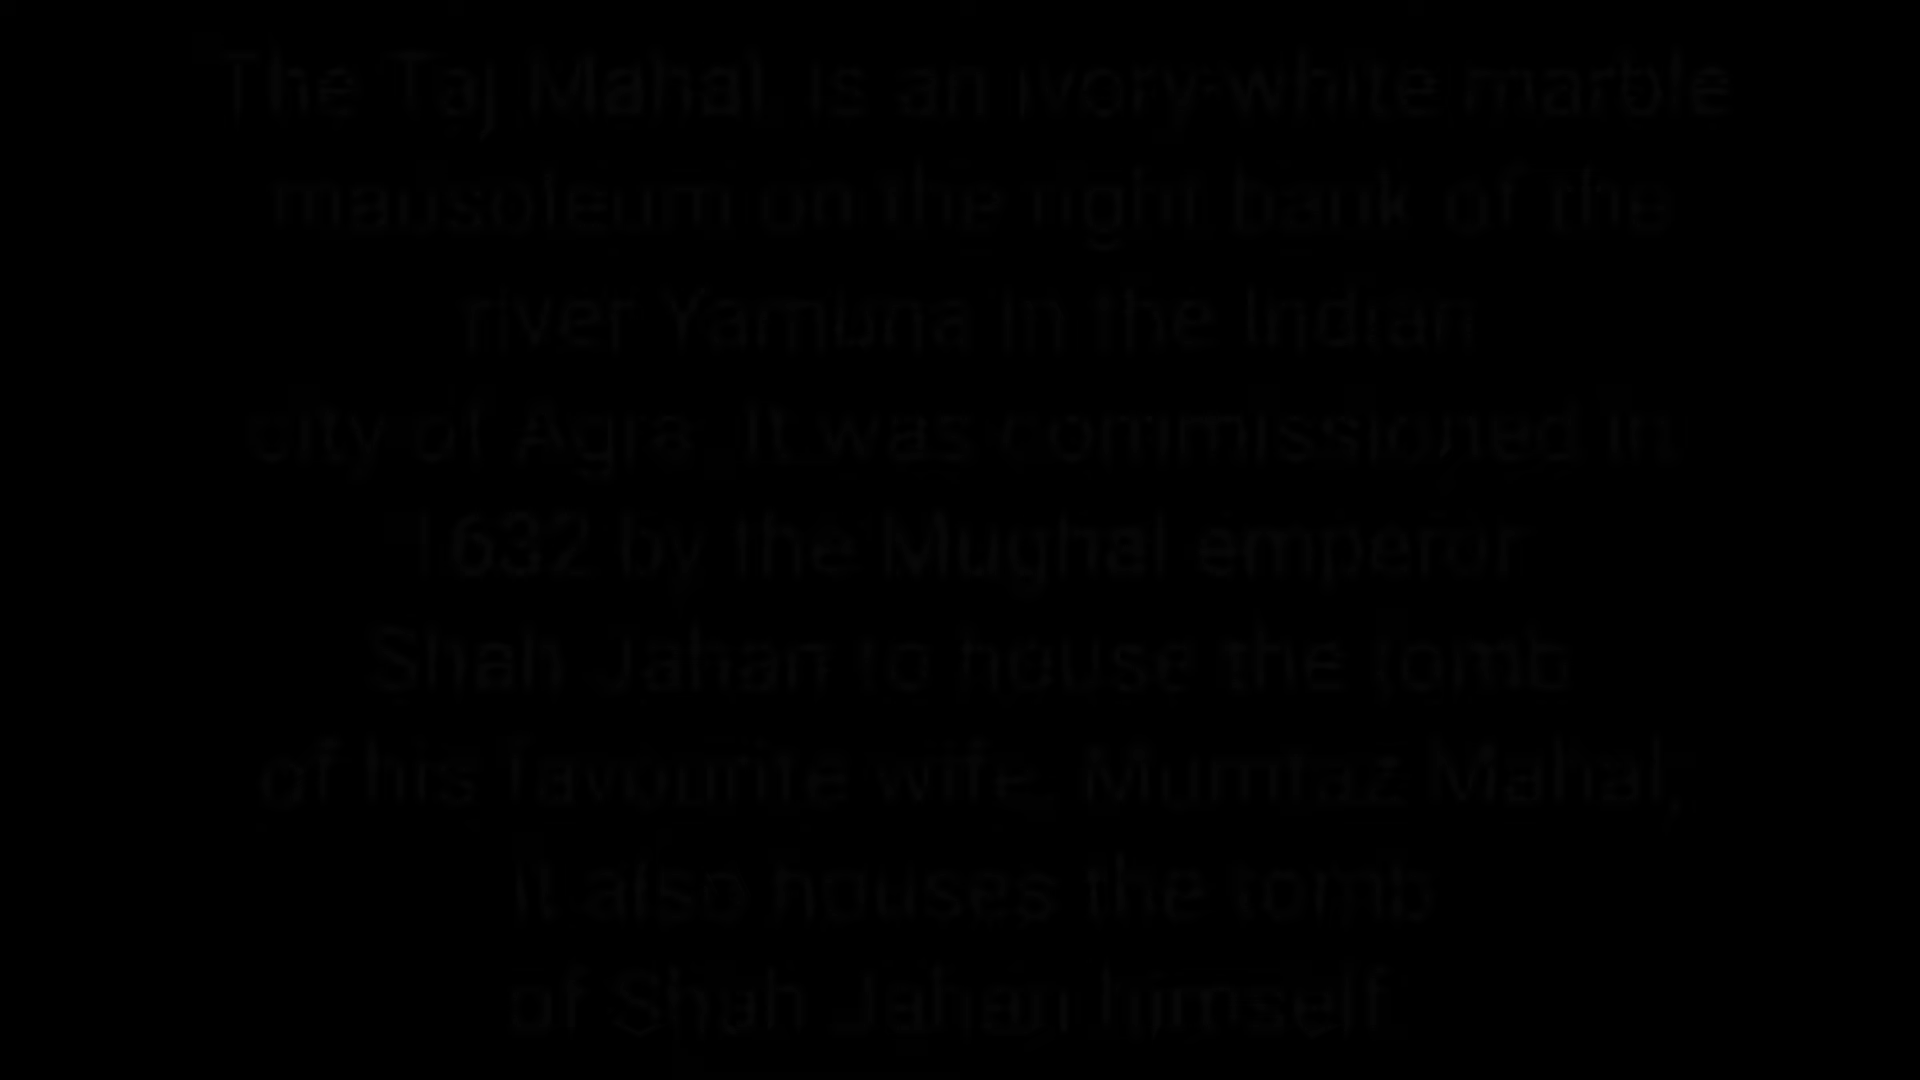 The Taj Mahal is an ivory-white marble
mausoleum on the right bank of the
river Yamuna in the Indian
city of Agra. It was commissioned in
1632 by the Mughal emperor
Shah Jahan to house the tomb
of his favourite wife, Mumtaz Mahal;
it also houses the tomb
of Shah Jahan himself.